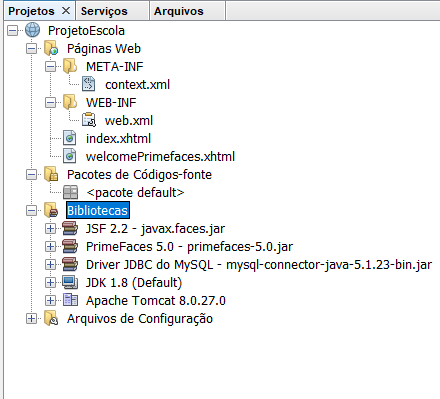 Projetos Serviços Arquivos
ProjetoEscola
Páginas Web
META-INF
context.xml
WEB-INF
web.xml
index.xhtml
welcomePrimefaces.xhtml
Pacotes de Códigos-fonte
<pacote default>
Bibliotecas
JSF 2.2 - javax.faces.jar
PrimeFaces 5.0 - primefaces-5.0.jar
Driver JDBC do MySQL - mysql-connector-java-5.1.23-bin.jar
JDK 1.8 (Default)
Apache Tomcat 8.0.27.0
Arquivos de Configuração